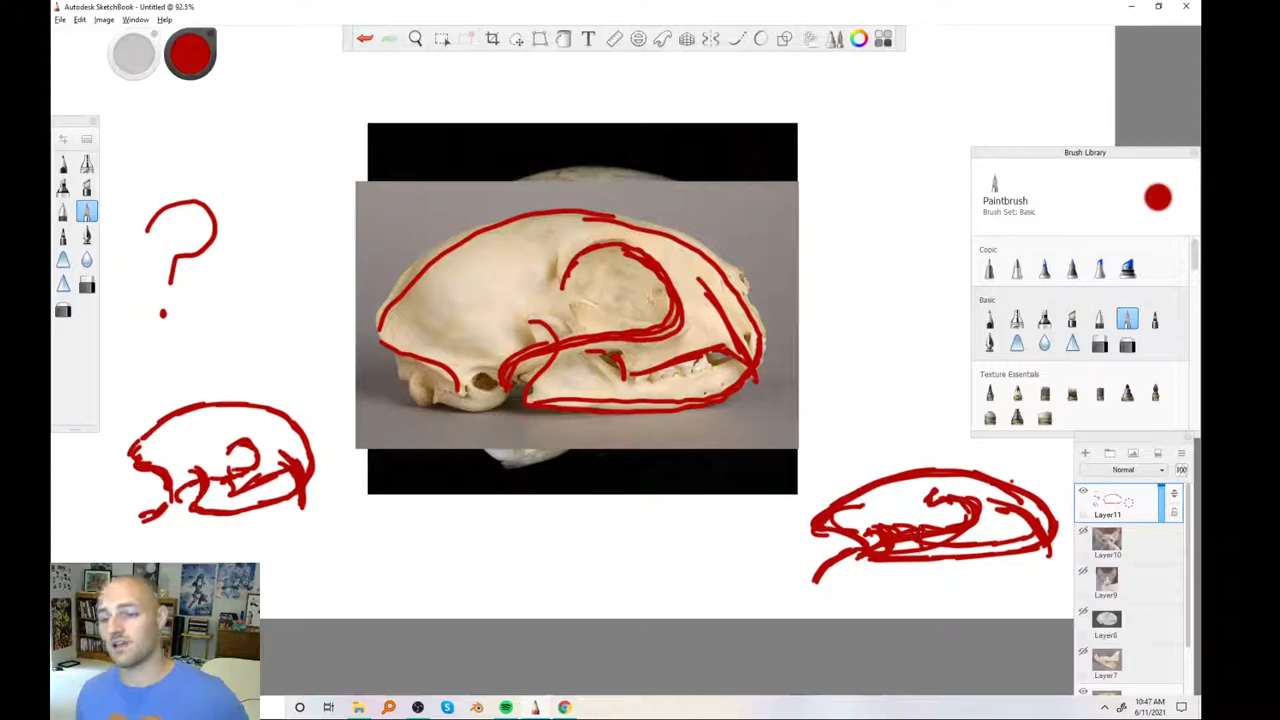 Autodesk SketchBook - Untitled @ 92.5%
File Edit Image Window Help
T
?
Brush Library
Paintbrush
Brush Set: Basic
Copic
Basic
Texture Essentials
Normal
100
Layer11
Layer10
Layer9
Layer8
Layer7
10:47 AM
6/11/2021